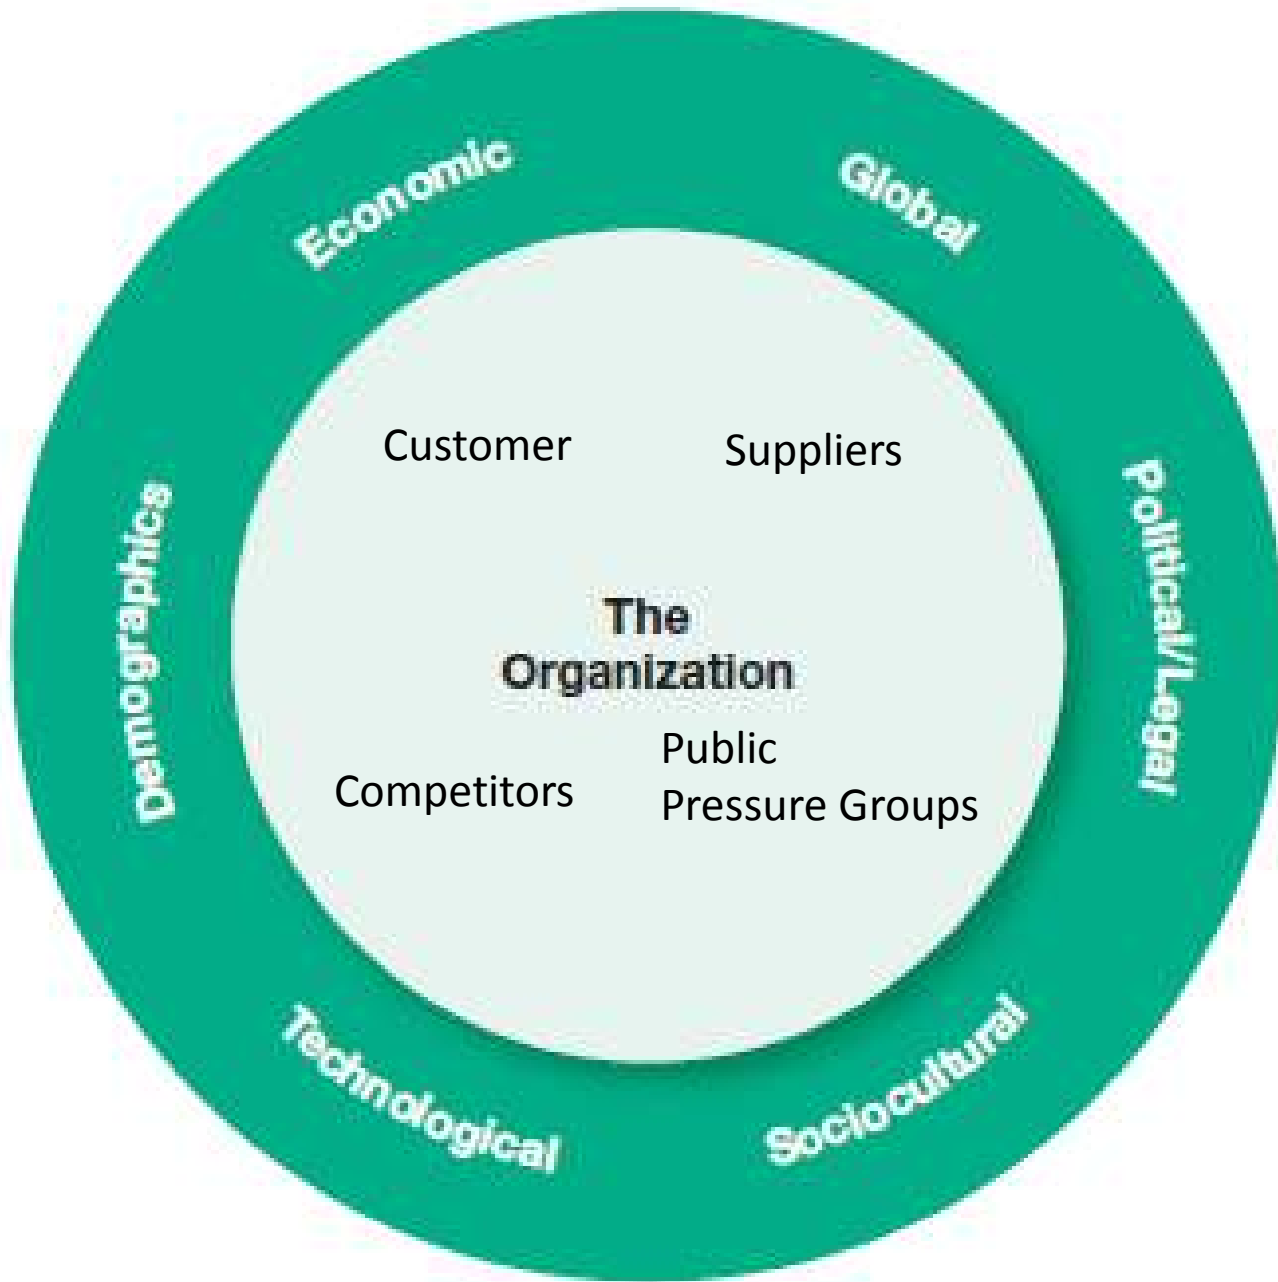 Economic
Global
Customer
Suppliers
Demographics
Political/Legal
The
Organization
Public
Competitors
Pressure Groups
Technological
Sociocultural